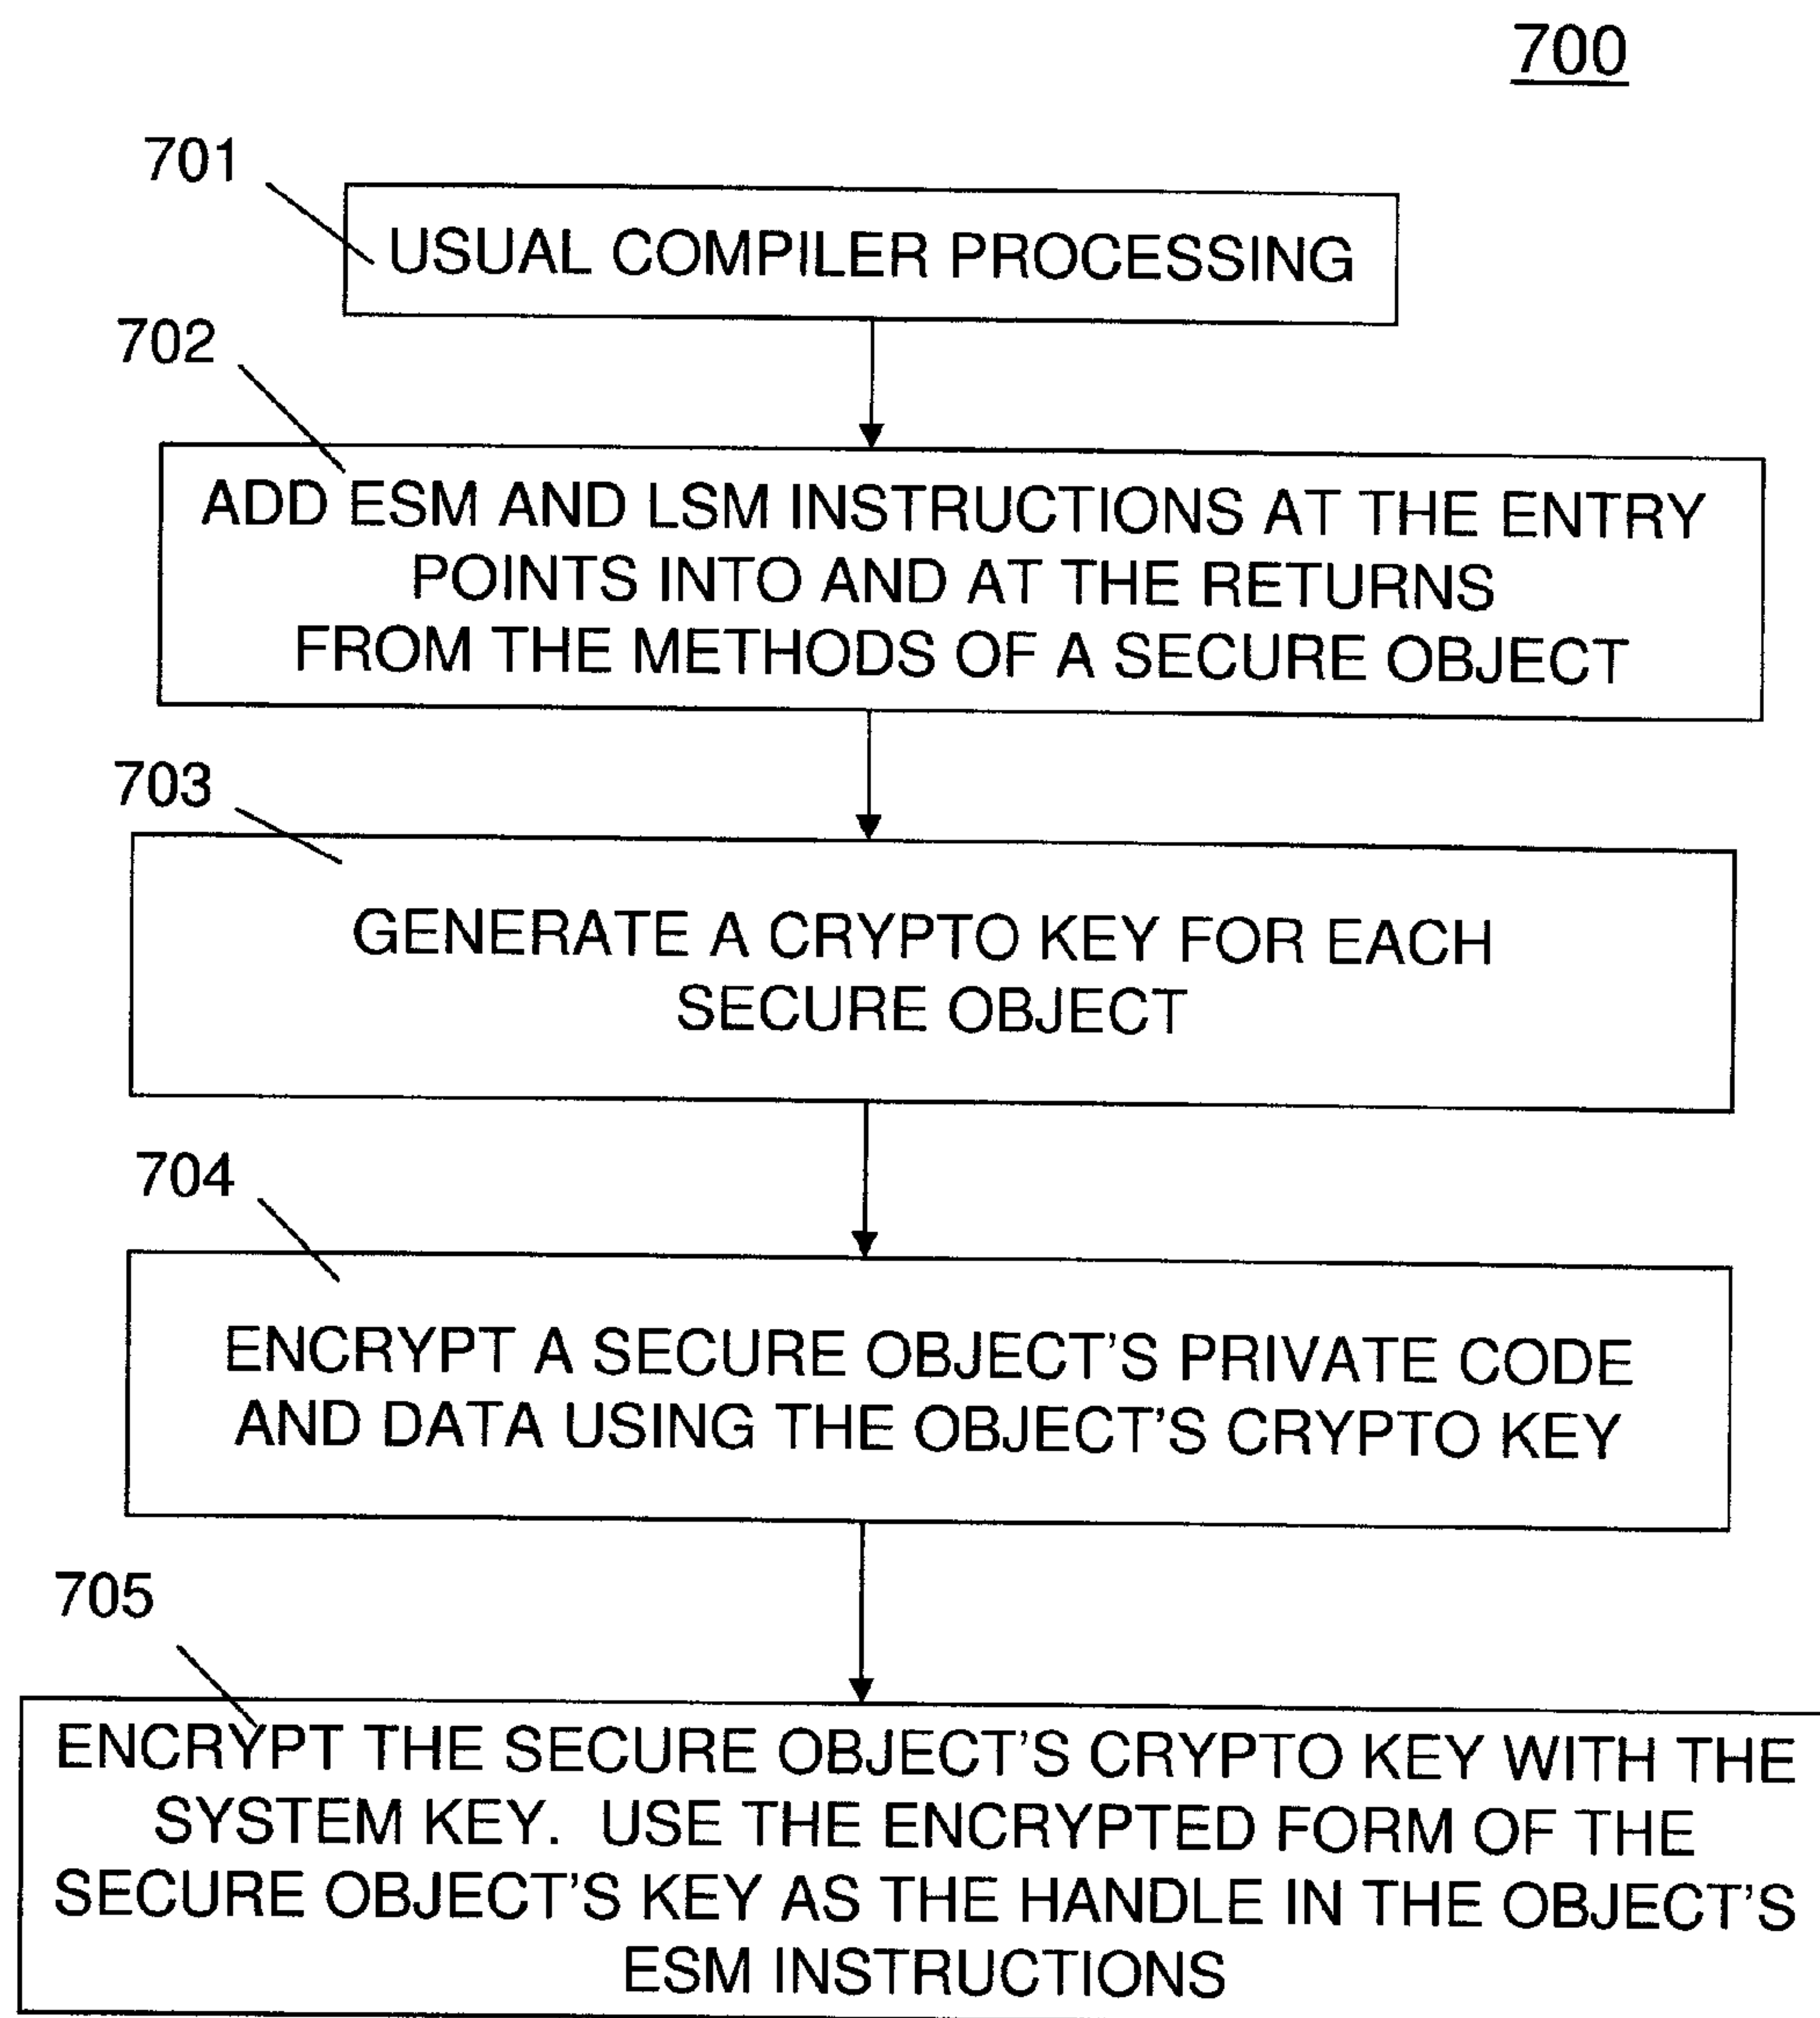 700
701
USUAL COMPILER PROCESSING
702
ADD ESM AND LSM INSTRUCTIONS AT THE ENTRY
POINTS INTO AND AT THE RETURNS
FROM THE METHODS OF A SECURE OBJECT
703
GENERATE A CRYPTO KEY FOR EACH
SECURE OBJECT
704
ENCRYPT A SECURE OBJECT'S PRIVATE CODE
AND DATA USING THE OBJECT'S CRYPTO KEY
705
ENCRYPT THE SECURE OBJECT'S CRYPTO KEY WITH THE
SYSTEM KEY. USE THE ENCRYPTED FORM OF THE
SECURE OBJECT'S KEY AS THE HANDLE IN THE OBJECT'S
ESM INSTRUCTIONS